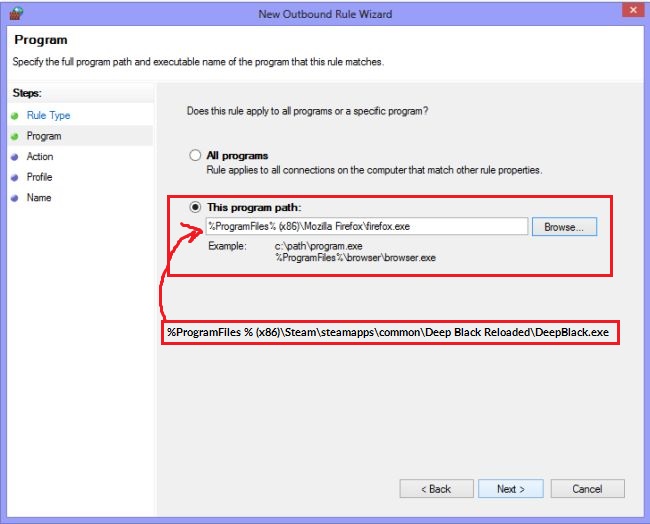 New Outbound Rule Wizard
Program
Specify the full program path and executable name of the program that this rule matches.
Steps:
Rule Type
Program
Action
Profile
Name
Does this rule apply to all programs or a specific program?
All programs
Rule applies to all connections on the computer that match other rule properties.
This program path:
%ProgramFiles% (x86)\Mozilla Firefox\firefox.exe
Browse...
Example: c:\path\program.exe
%ProgramFiles%\browser\browser.exe
%ProgramFiles % (x86)\Steam\steamapps\common\Deep Black Reloaded\DeepBlack.exe
< Back Next > Cancel